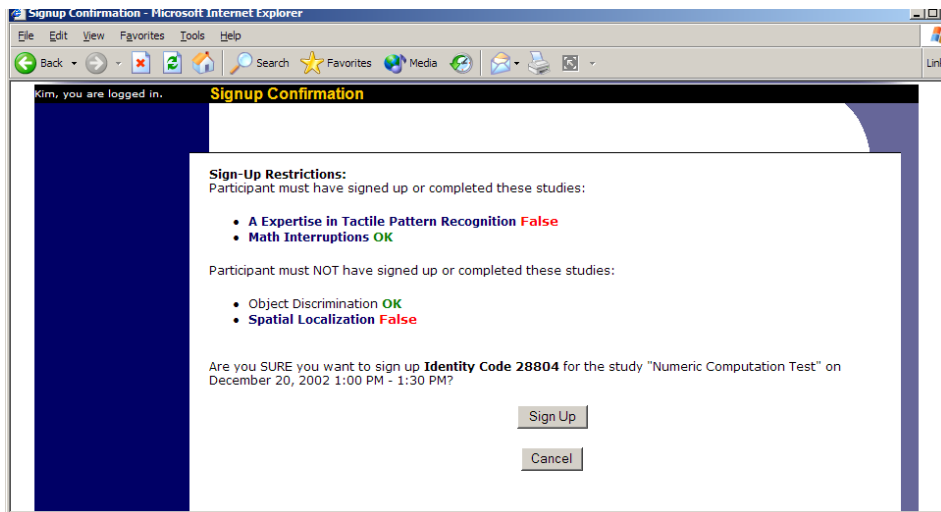 Signup Confirmation - Microsoft Internet Explorer
File Edit View Favorites Tools Help
Back Search Favorites Media
Kim, you are logged in. Signup Confirmation
Sign-Up Restrictions:
Participant must have signed up or completed these studies:
• A Expertise in Tactile Pattern Recognition False
• Math Interruptions OK
Participant must NOT have signed up or completed these studies:
• Object Discrimination OK
• Spatial Localization False
Are you SURE you want to sign up Identity Code 28804 for the study "Numeric Computation Test" on
December 20, 2002 1:00 PM - 1:30 PM?
Sign Up
Cancel